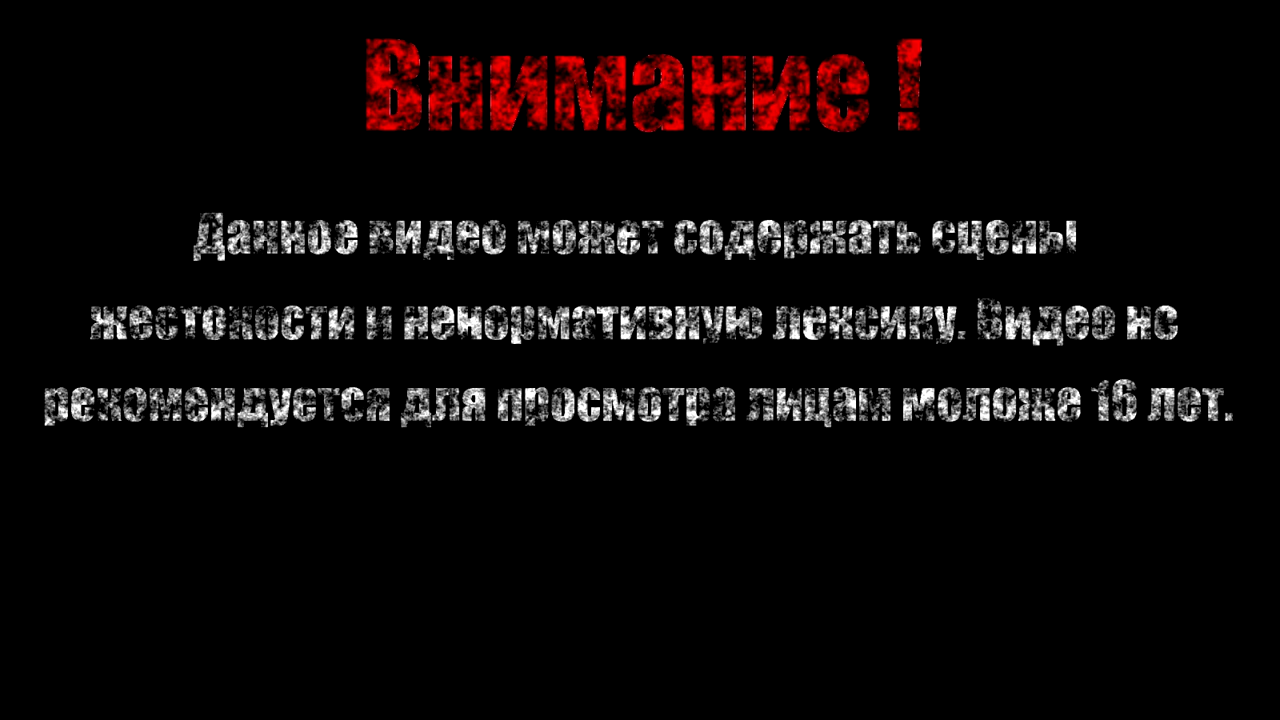 Внимание !
Данное видео может содержать сцены
жестокости и ненормативную лексику. Видео не
рекомендуется для просмотра лицам моложе 16 лет.